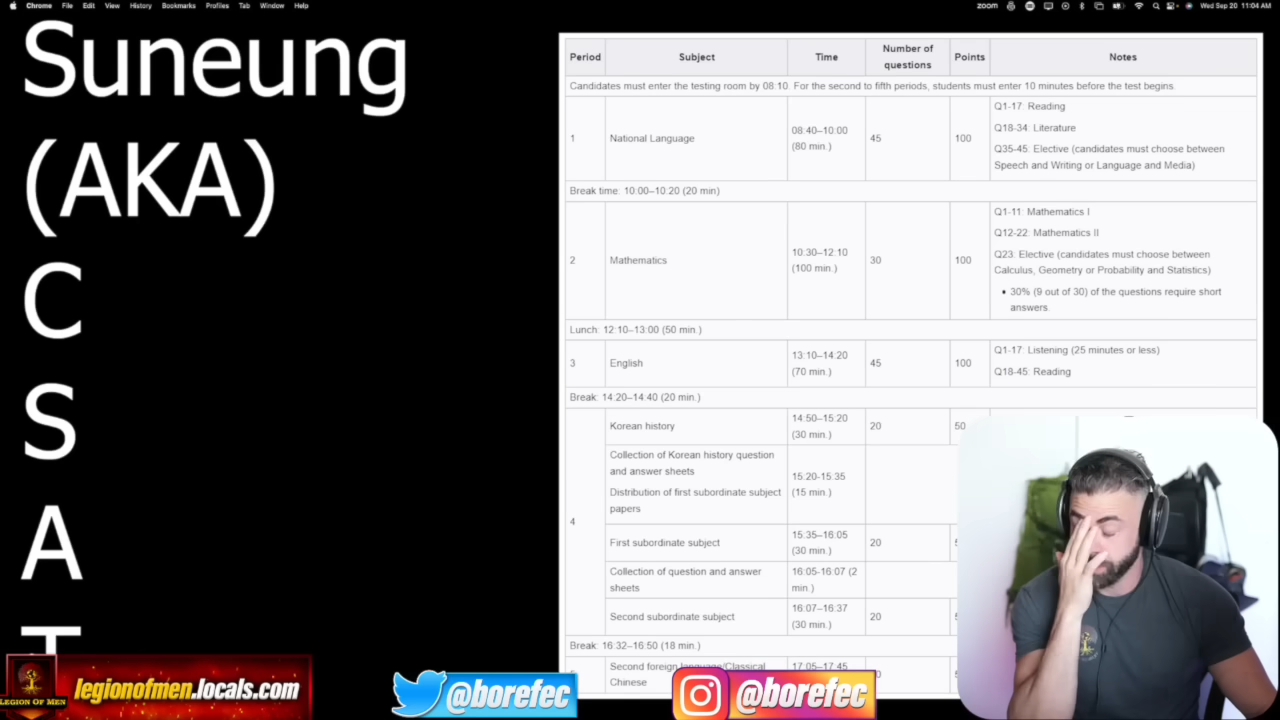 Chrome File Edit View History Bookmarks Profiles Tab Window Help
zoom
Wed Sep 20 11:04 AM
Suneung
(AKA)
C
S
A
T
Period Subject Time Number of questions Points Notes
Candidates must enter the testing room by 08:10. For the second to fifth periods, students must enter 10 minutes before the test begins.
1 National Language 08:40–10:00 (80 min.) 45 100
Q1-17: Reading
Q18-34: Literature
Q35-45: Elective (candidates must choose between
Speech and Writing or Language and Media)
Break time: 10:00–10:20 (20 min)
2 Mathematics 10:30–12:10 (100 min.) 30 100
Q1-11: Mathematics I
Q12-22: Mathematics II
Q23: Elective (candidates must choose between
Calculus, Geometry or Probability and Statistics)
• 30% (9 out of 30) of the questions require short
answers
Lunch: 12:10–13:00 (50 min.)
3 English 13:10–14:20 (70 min.) 45 100
Q1-17: Listening (25 minutes or less)
Q18-45: Reading
Break: 14:20–14:40 (20 min.)
4
Korean history 14:50–15:20 (30 min.) 20 50
Collection of Korean history question
and answer sheets
Distribution of first subordinate subject
papers
15:20-15:35 (15 min.)
First subordinate subject 15:35–16:05 (30 min.) 20
Collection of question and answer
sheets
16:05-16:07 (2 min.)
Second subordinate subject 16:07–16:37 (30 min.) 20
Break: 16:32–16:50 (18 min.)
Second foreign language/Classical
Chinese
17:05–17:45
LEGION OF MEN
legionofmen.locals.com
@borefec
@borefec